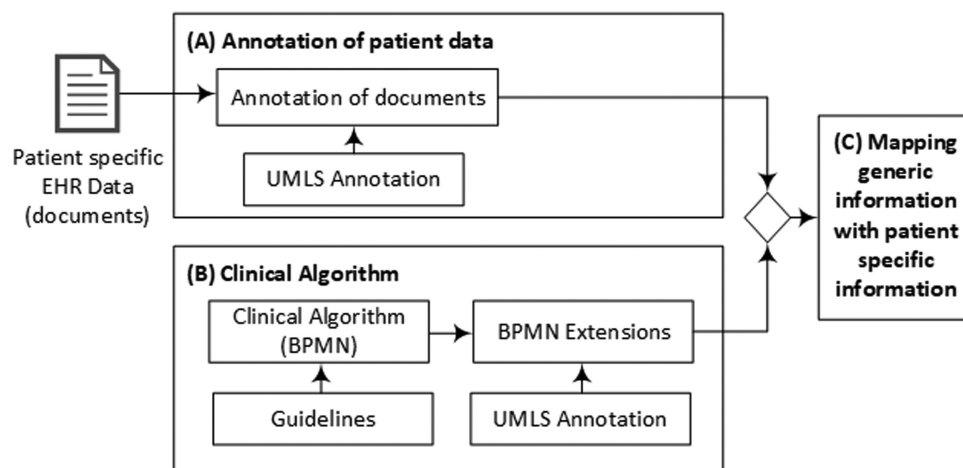 (A) Annotation of patient data
Annotation of documents
UMLS Annotation
Patient specific
EHR Data
(documents)
(B) Clinical Algorithm
Clinical Algorithm
(BPMN)
BPMN Extensions
Guidelines
UMLS Annotation
(C) Mapping
generic
information
with patient
specific
information